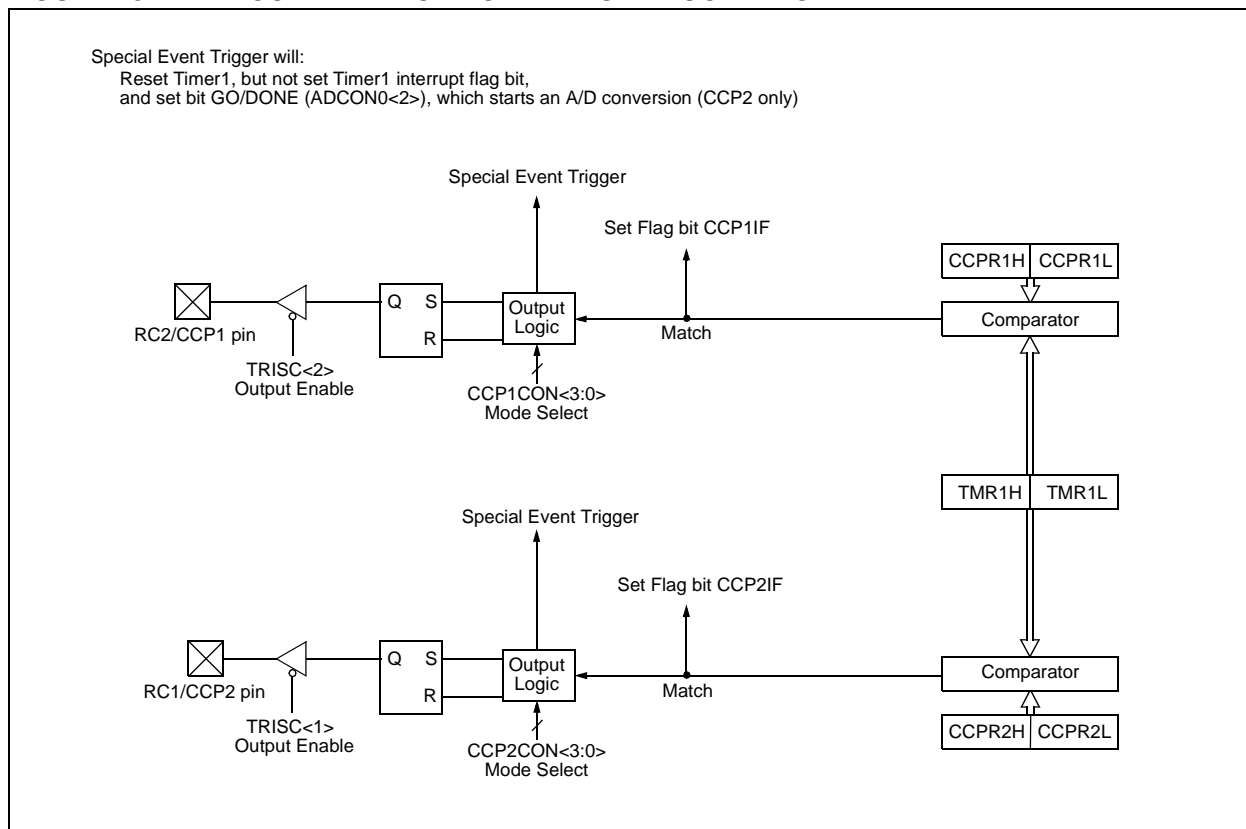 Special Event Trigger will:
Reset Timer1, but not set Timer1 interrupt flag bit,
and set bit GO/DONE (ADCON0<2>), which starts an A/D conversion (CCP2 only)
Special Event Trigger
Set Flag bit CCP1IF
CCPR1H CCPR1L
Q S
R
Output
Logic
Comparator
RC2/CCP1 pin
Match
TRISC<2>
Output Enable
CCP1CON<3:0>
Mode Select
TMR1H TMR1L
Special Event Trigger
Set Flag bit CCP2IF
Q S
R
Output
Logic
Comparator
RC1/CCP2 pin
Match
TRISC<1>
Output Enable
CCP2CON<3:0>
Mode Select
CCPR2H CCPR2L